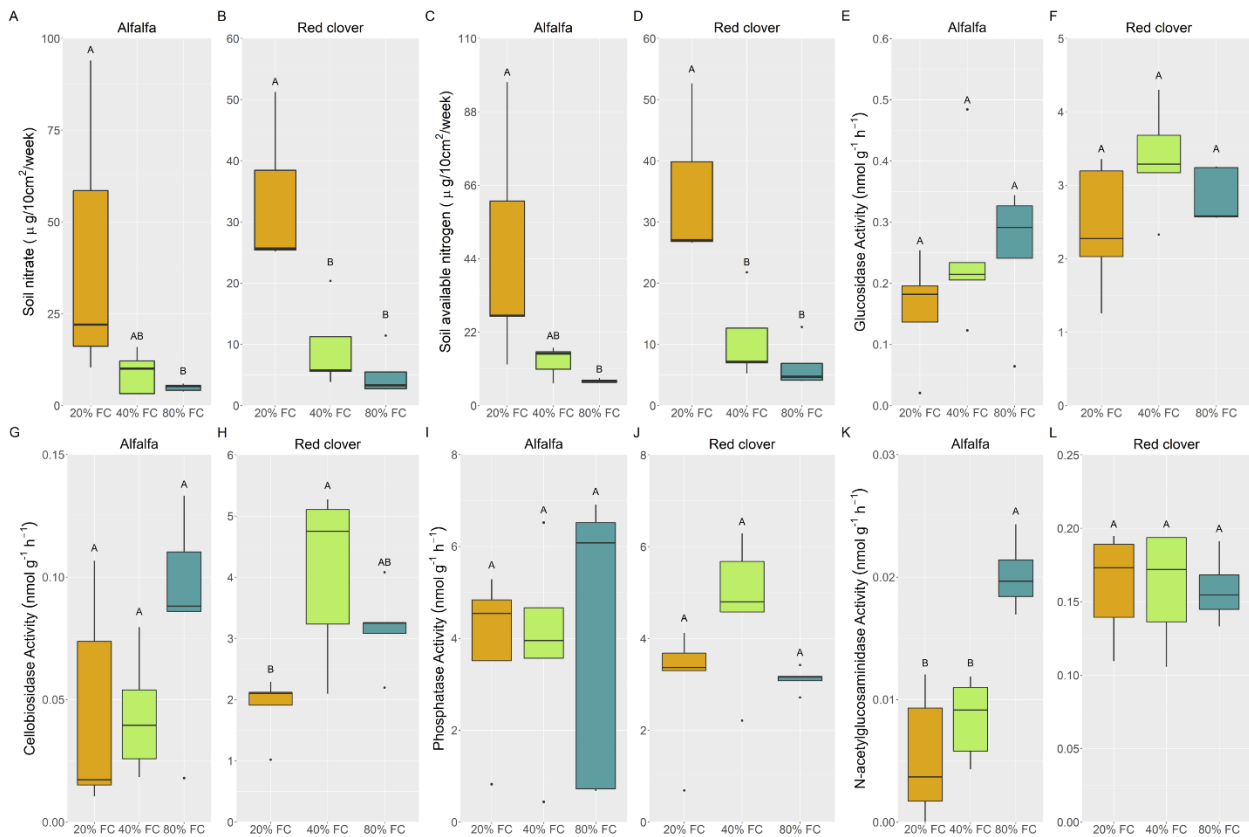 A
Alfalfa
Soil nitrate ( μ g/10cm²/week)
100
75
50
25
0
A
AB
B
20% FC 40% FC 80% FC
B
Red clover
60
50
40
30
20
10
0
A
B
B
20% FC 40% FC 80% FC
C
Alfalfa
Soil available nitrogen ( μ g/10cm²/week)
110
88
66
44
22
0
A
AB
B
20% FC 40% FC 80% FC
D
Red clover
60
50
40
30
20
10
0
A
B
B
20% FC 40% FC 80% FC
E
Alfalfa
Glucosidase Activity (nmol g⁻¹ h⁻¹)
0.6
0.5
0.4
0.3
0.2
0.1
0.0
A
A
A
20% FC 40% FC 80% FC
F
Red clover
5
4
3
2
1
0
A
A
A
20% FC 40% FC 80% FC
G
Alfalfa
Cellobiosidase Activity (nmol g⁻¹ h⁻¹)
0.15
0.10
0.05
0.00
A
A
A
20% FC 40% FC 80% FC
H
Red clover
6
5
4
3
2
1
0
B
A
AB
20% FC 40% FC 80% FC
I
Alfalfa
Phosphatase Activity (nmol g⁻¹ h⁻¹)
8
6
4
2
0
A
A
A
20% FC 40% FC 80% FC
J
Red clover
8
6
4
2
0
A
A
A
20% FC 40% FC 80% FC
K
Alfalfa
N-acetylglucosaminidase Activity (nmol g⁻¹ h⁻¹)
0.03
0.02
0.01
0.00
B
B
A
20% FC 40% FC 80% FC
L
Red clover
0.25
0.20
0.15
0.10
0.05
0.00
A
A
A
20% FC 40% FC 80% FC